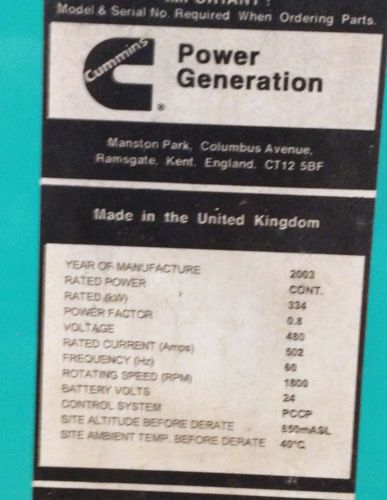 IMPORTANT !
Model & Serial No. Required When Ordering Parts.
Cummins
®
Power
Generation
Manston Park, Columbus Avenue,
Ramsgate, Kent. England. CT12 5BF
Made in the United Kingdom
YEAR OF MANUFACTURE 2003
RATED POWER CONT.
RATED (kW) 334
POWER FACTOR 0.8
VOLTAGE 480
RATED CURRENT (Amps) 502
FREQUENCY (Hz) 60
ROTATING SPEED (RPM) 1800
BATTERY VOLTS 24
CONTROL SYSTEM PCCP
SITE ALTITUDE BEFORE DERATE 850mASL
SITE AMBIENT TEMP. BEFORE DERATE 40°C